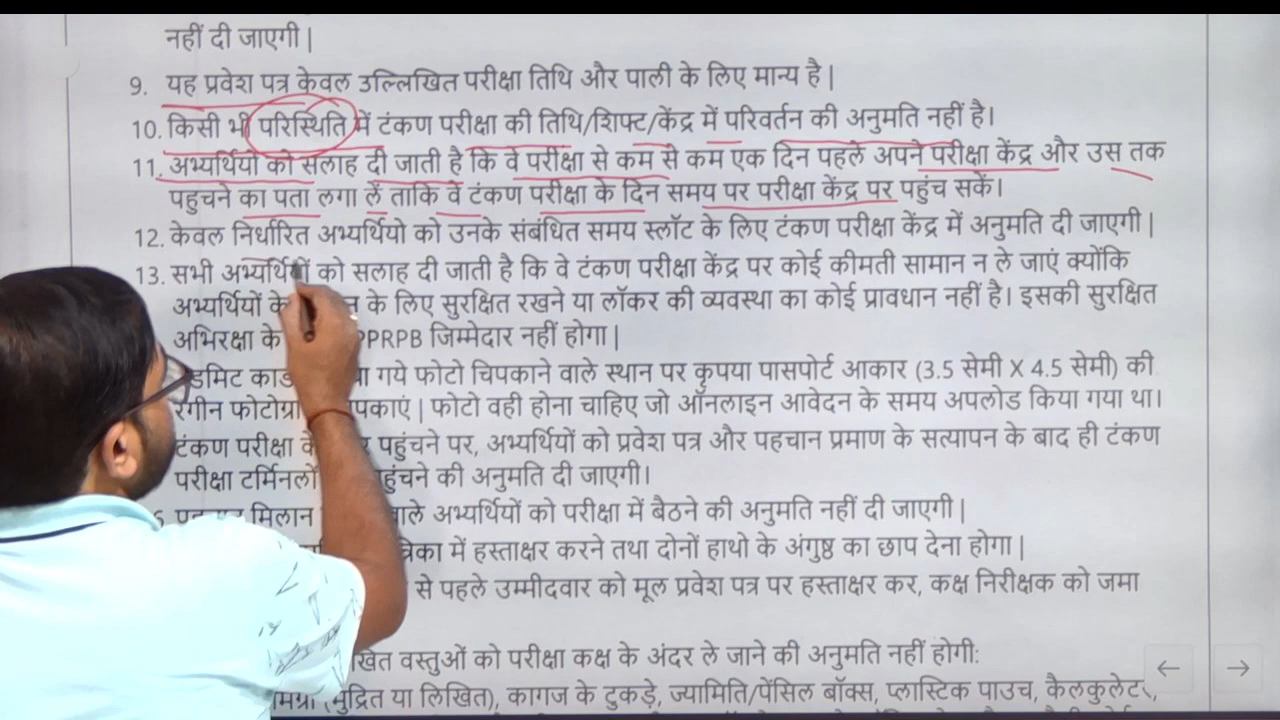 नहीं दी जाएगी |
9. यह प्रवेश पत्र केवल उल्लिखित परीक्षा तिथि और पाली के लिए मान्य है |
10. किसी भी परिस्थिति में टंकण परीक्षा की तिथि/शिफ्ट/केंद्र में परिवर्तन की अनुमति नहीं है।
11. अभ्यर्थियों को सलाह दी जाती है कि वे परीक्षा से कम से कम एक दिन पहले अपने परीक्षा केंद्र और उस तक
पहुचने का पता लगा लें ताकि वे टंकण परीक्षा के दिन समय पर परीक्षा केंद्र पर पहुंच सकें।
12. केवल निर्धारित अभ्यर्थियो को उनके संबंधित समय स्लॉट के लिए टंकण परीक्षा केंद्र में अनुमति दी जाएगी |
13. सभी अभ्यर्थियों को सलाह दी जाती है कि वे टंकण परीक्षा केंद्र पर कोई कीमती सामान न ले जाएं क्योंकि
अभ्यर्थियों के लिए सुरक्षित रखने या लॉकर की व्यवस्था का कोई प्रावधान नहीं है। इसकी सुरक्षित
अभिरक्षा के PPRPB जिम्मेदार नहीं होगा |
गये फोटो चिपकाने वाले स्थान पर कृपया पासपोर्ट आकार (3.5 सेमी X 4.5 सेमी) की
रंगीन | फोटो वही होना चाहिए जो ऑनलाइन आवेदन के समय अपलोड किया गया था।
टंकण परीक्षा पहुंचने पर, अभ्यर्थियों को प्रवेश पत्र और पहचान प्रमाण के सत्यापन के बाद ही टंकण
परीक्षा टर्मिनलों पहुंचने की अनुमति दी जाएगी।
मिलान वाले अभ्यर्थियों को परीक्षा में बैठने की अनुमति नहीं दी जाएगी |
में हस्ताक्षर करने तथा दोनों हाथो के अंगुष्ठ का छाप देना होगा |
से पहले उम्मीदवार को मूल प्रवेश पत्र पर हस्ताक्षर कर, कक्ष निरीक्षक को जमा
वस्तुओं को परीक्षा कक्ष के अंदर ले जाने की अनुमति नहीं होगी:
(मुद्रित या लिखित), कागज के टुकड़े, ज्यामिति/पेंसिल बॉक्स, प्लास्टिक पाउच,